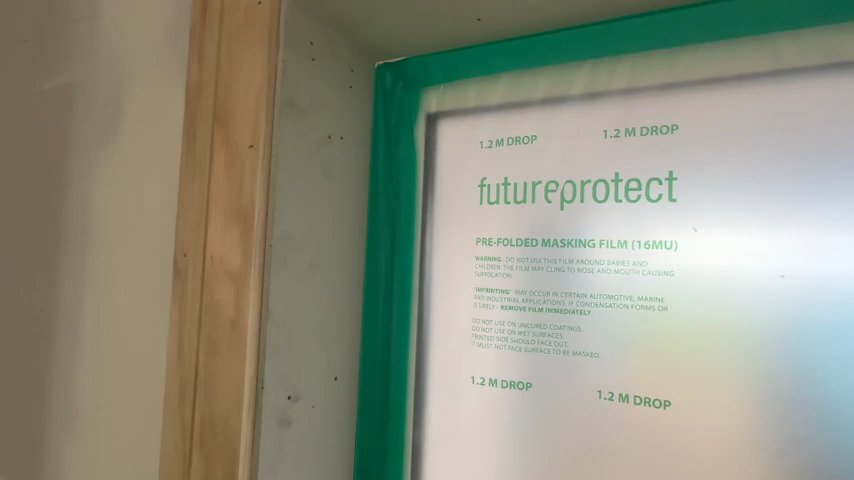 1.2 M DROP 1.2 M DROP
futureprotect
PRE-FOLDED MASKING FILM (16MU)
WARNING: DO NOT USE THIS FILM AROUND BABIES AND
CHILDREN. THE FILM MAY CLING TO NOSE AND MOUTH CAUSING
SUFFOCATION.
'IMPRINTING' MAY OCCUR IN CERTAIN AUTOMOTIVE, MARINE
AND INDUSTRIAL APPLICATIONS. IF CONDENSATION FORMS OR
IS LIKELY - REMOVE FILM IMMEDIATELY.
DO NOT USE ON UNCURED COATINGS.
DO NOT USE ON WET SURFACES.
PRINTED SIDE SHOULD FACE OUT.
IT MUST NOT FACE SURFACE TO BE MASKED.
1.2 M DROP 1.2 M DROP